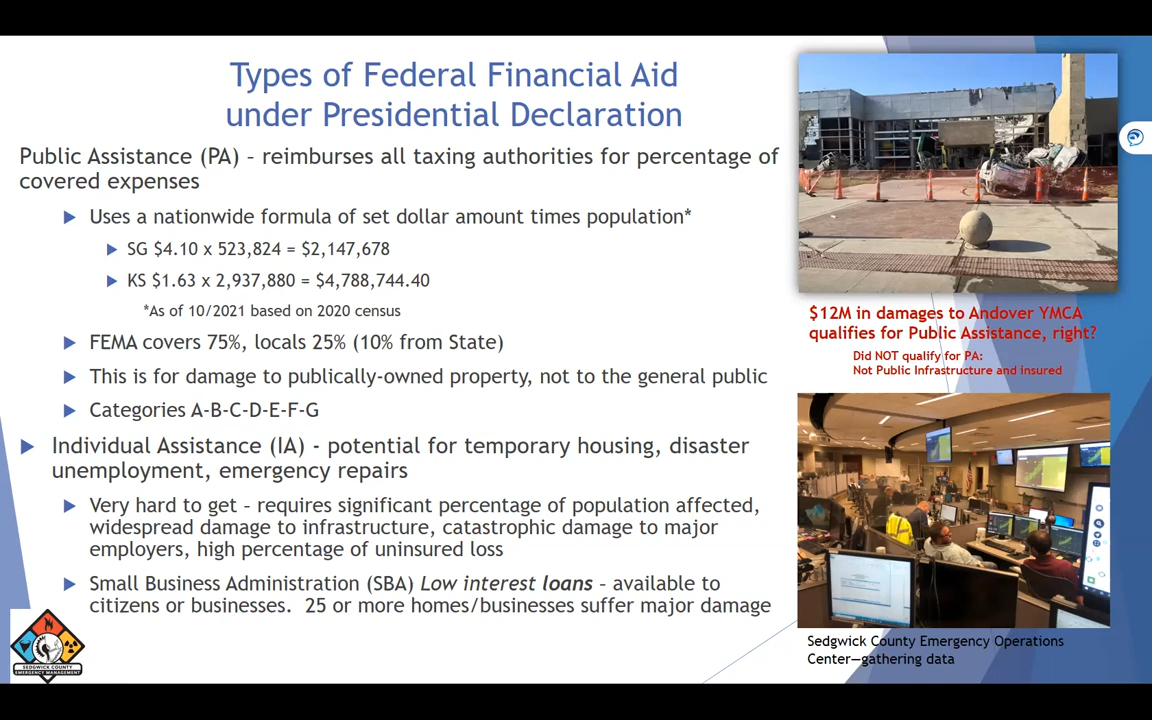 Types of Federal Financial Aid
under Presidential Declaration
Public Assistance (PA) – reimburses all taxing authorities for percentage of
covered expenses
Uses a nationwide formula of set dollar amount times population*
SG $4.10 x 523,824 = $2,147,678
KS $1.63 x 2,937,880 = $4,788,744.40
*As of 10/2021 based on 2020 census
FEMA covers 75%, locals 25% (10% from State)
This is for damage to publically-owned property, not to the general public
Categories A-B-C-D-E-F-G
Individual Assistance (IA) - potential for temporary housing, disaster
unemployment, emergency repairs
Very hard to get – requires significant percentage of population affected,
widespread damage to infrastructure, catastrophic damage to major
employers, high percentage of uninsured loss
Small Business Administration (SBA) Low interest loans – available to
citizens or businesses.  25 or more homes/businesses suffer major damage
$12M in damages to Andover YMCA
qualifies for Public Assistance, right?
Did NOT qualify for PA:
Not Public Infrastructure and insured
Sedgwick County Emergency Operations
Center—gathering data
SEDGWICK COUNTY
EMERGENCY MANAGEMENT